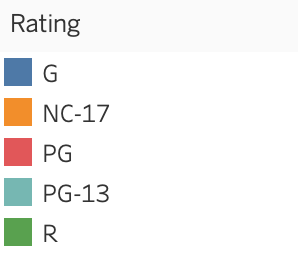 Rating
G
NC-17
PG
PG-13
R